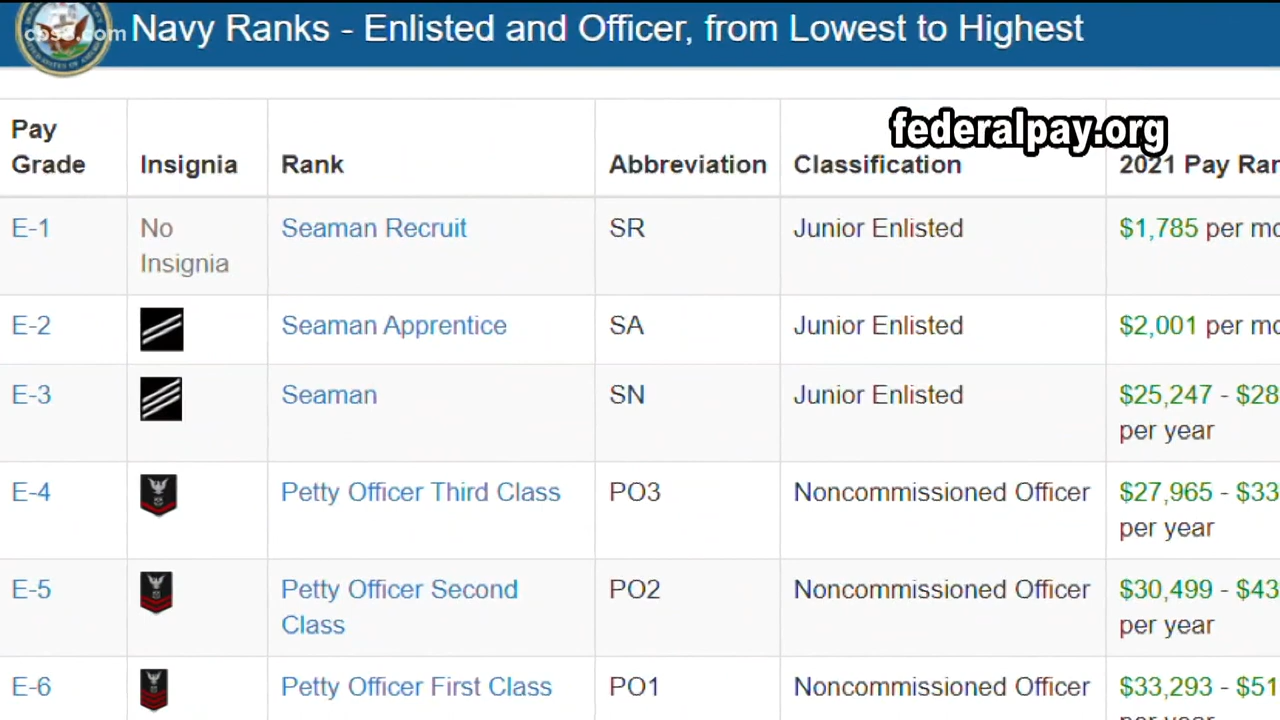 cbs8.com
Navy Ranks - Enlisted and Officer, from Lowest to Highest
federalpay.org
Pay Grade Insignia Rank Abbreviation Classification 2021 Pay Ran
E-1 No Insignia Seaman Recruit SR Junior Enlisted $1,785 per mo
E-2 Seaman Apprentice SA Junior Enlisted $2,001 per mo
E-3 Seaman SN Junior Enlisted $25,247 - $28
per year
E-4 Petty Officer Third Class PO3 Noncommissioned Officer $27,965 - $33
per year
E-5 Petty Officer Second Class PO2 Noncommissioned Officer $30,499 - $43
per year
E-6 Petty Officer First Class PO1 Noncommissioned Officer $33,293 - $51